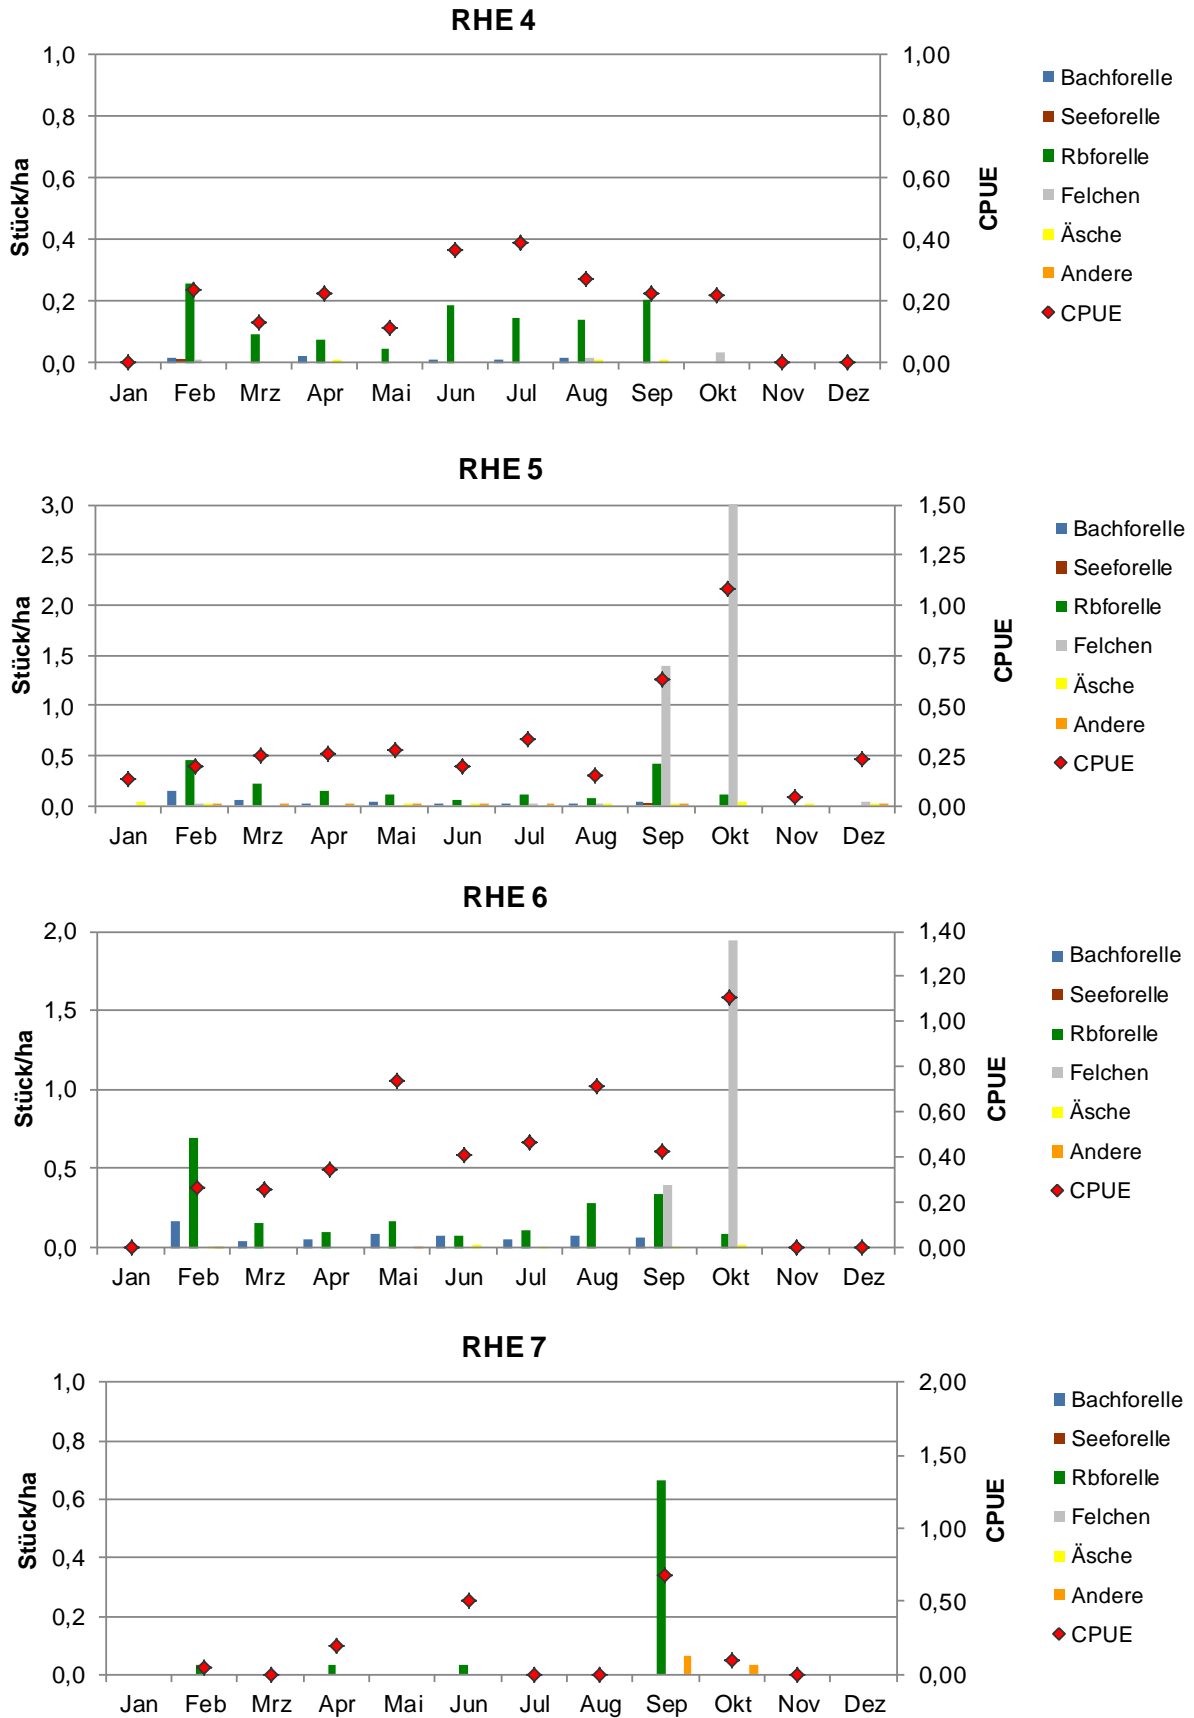 RHE 4
1,0
0,8
0,6
0,4
0,2
0,0
Stück/ha
1,00
0,80
0,60
0,40
0,20
0,00
CPUE
Jan Feb Mrz Apr Mai Jun Jul Aug Sep Okt Nov Dez
Bachforelle
Seeforelle
Rbforelle
Felchen
Äsche
Andere
CPUE
RHE 5
3,0
2,5
2,0
1,5
1,0
0,5
0,0
Stück/ha
1,50
1,25
1,00
0,75
0,50
0,25
0,00
CPUE
Jan Feb Mrz Apr Mai Jun Jul Aug Sep Okt Nov Dez
Bachforelle
Seeforelle
Rbforelle
Felchen
Äsche
Andere
CPUE
RHE 6
2,0
1,5
1,0
0,5
0,0
Stück/ha
1,40
1,20
1,00
0,80
0,60
0,40
0,20
0,00
CPUE
Jan Feb Mrz Apr Mai Jun Jul Aug Sep Okt Nov Dez
Bachforelle
Seeforelle
Rbforelle
Felchen
Äsche
Andere
CPUE
RHE 7
1,0
0,8
0,6
0,4
0,2
0,0
Stück/ha
2,00
1,50
1,00
0,50
0,00
CPUE
Jan Feb Mrz Apr Mai Jun Jul Aug Sep Okt Nov Dez
Bachforelle
Seeforelle
Rbforelle
Felchen
Äsche
Andere
CPUE